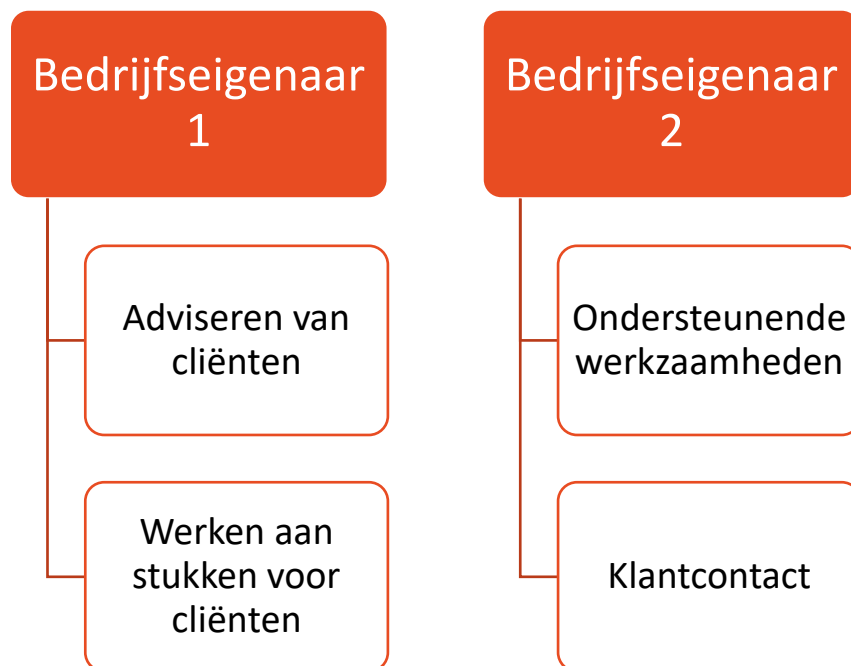 Bedrijfseigenaar
1
Adviseren van
cliënten
Werken aan
stukken voor
cliënten
Bedrijfseigenaar
2
Ondersteunende
werkzaamheden
Klantcontact